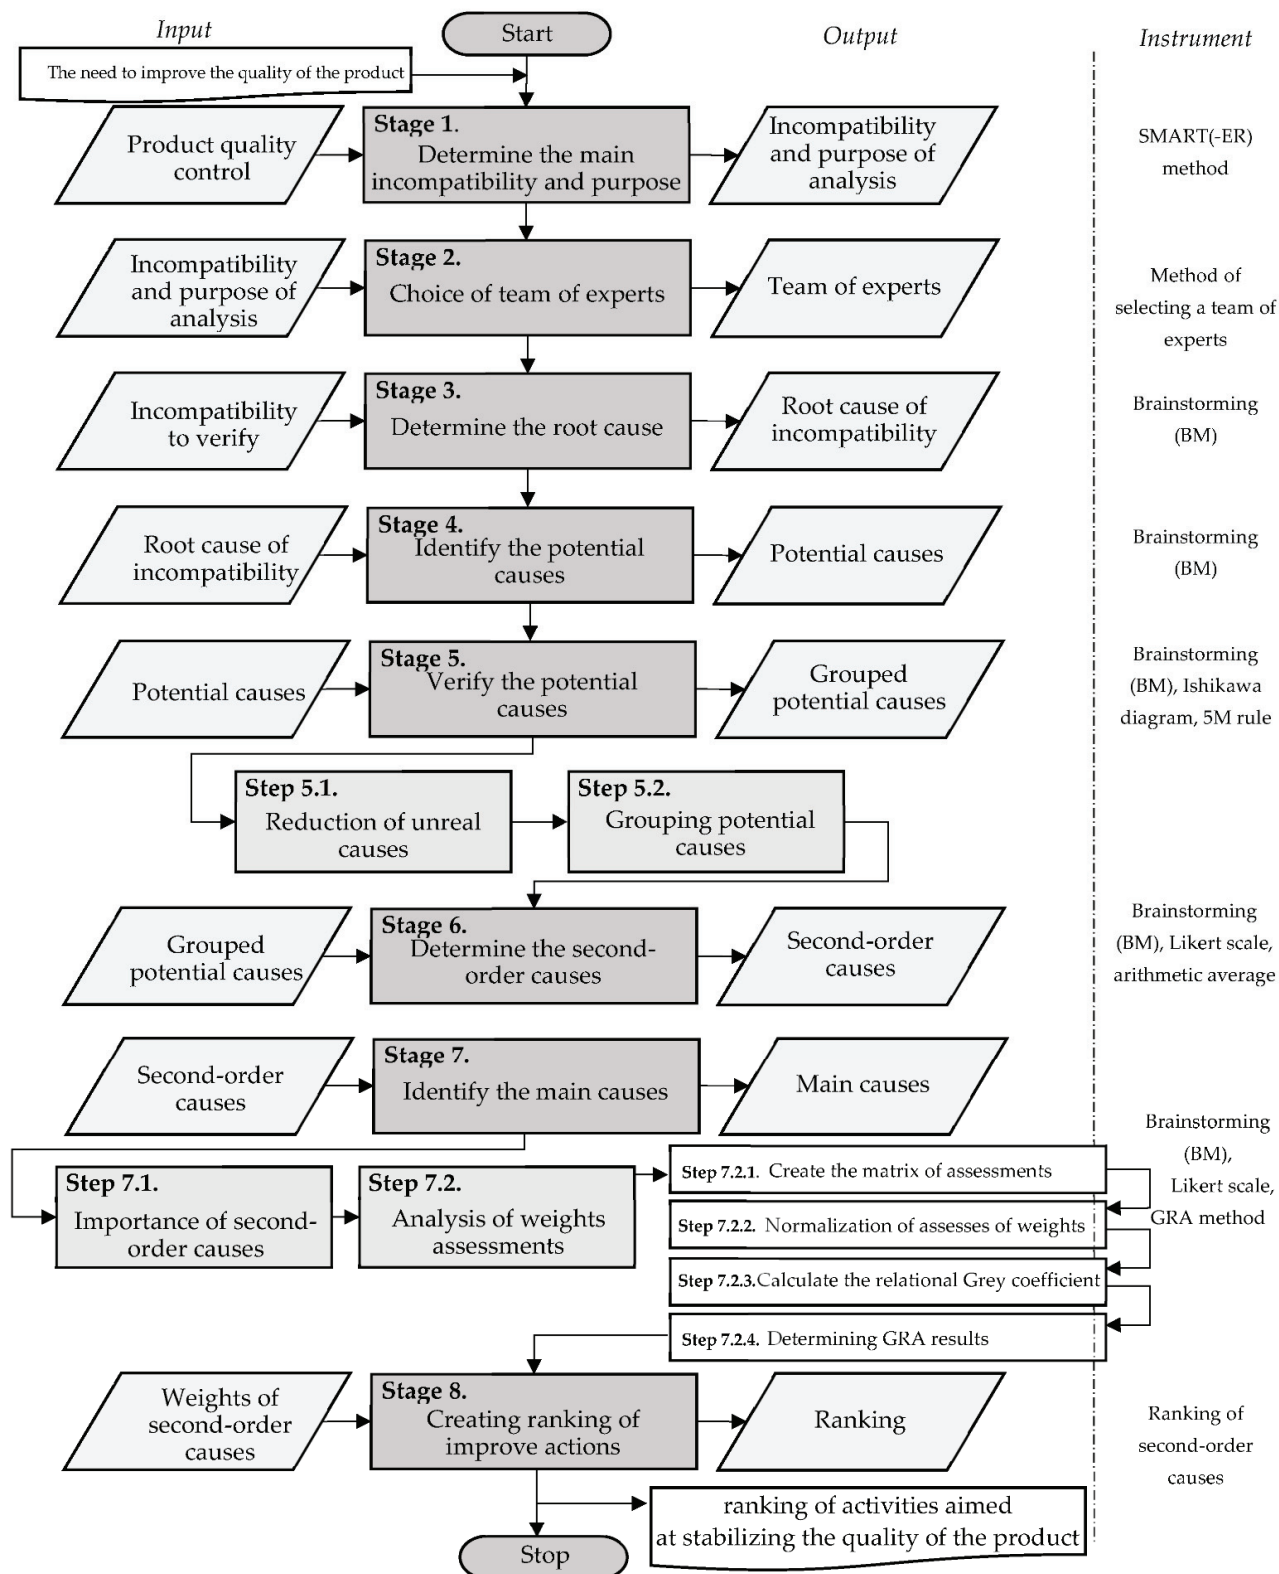 Input
Start
Output
Instrument
The need to improve the quality of the product
Product quality
control
Stage 1.
Determine the main
incompatibility and purpose
Incompatibility
and purpose of
analysis
SMART(-ER)
method
Incompatibility
and purpose of
analysis
Stage 2.
Choice of team of experts
Team of experts
Method of
selecting a team of
experts
Incompatibility
to verify
Stage 3.
Determine the root cause
Root cause of
incompatibility
Brainstorming
(BM)
Root cause of
incompatibility
Stage 4.
Identify the potential
causes
Potential causes
Brainstorming
(BM)
Potential causes
Stage 5.
Verify the potential
causes
Grouped
potential causes
Brainstorming
(BM), Ishikawa
diagram, 5M rule
Step 5.1.
Reduction of unreal
causes
Step 5.2.
Grouping potential
causes
Grouped
potential causes
Stage 6.
Determine the second-
order causes
Second-order
causes
Brainstorming
(BM), Likert scale,
arithmetic average
Second-order
causes
Stage 7.
Identify the main causes
Main causes
Brainstorming
(BM),
Likert scale,
GRA method
Step 7.1.
Importance of second-
order causes
Step 7.2.
Analysis of weights
assessments
Step 7.2.1. Create the matrix of assessments
Step 7.2.2. Normalization of assesses of weights
Step 7.2.3.Calculate the relational Grey coefficient
Step 7.2.4. Determining GRA results
Weights of
second-order
causes
Stage 8.
Creating ranking of
improve actions
Ranking
Ranking of
second-order
causes
ranking of activities aimed
at stabilizing the quality of the product
Stop